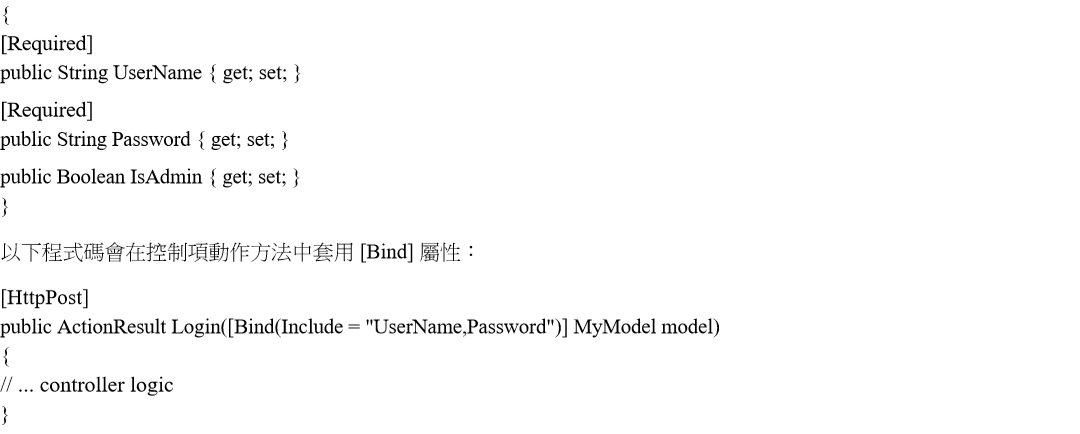 {
[Required]
public String UserName { get; set; }
[Required]
public String Password { get; set; }
public Boolean IsAdmin { get; set; }
}
以下程式碼會在控制項動作方法中套用 [Bind] 屬性：
[HttpPost]
public ActionResult Login([Bind(Include = "UserName,Password")] MyModel model)
{
// ... controller logic
}